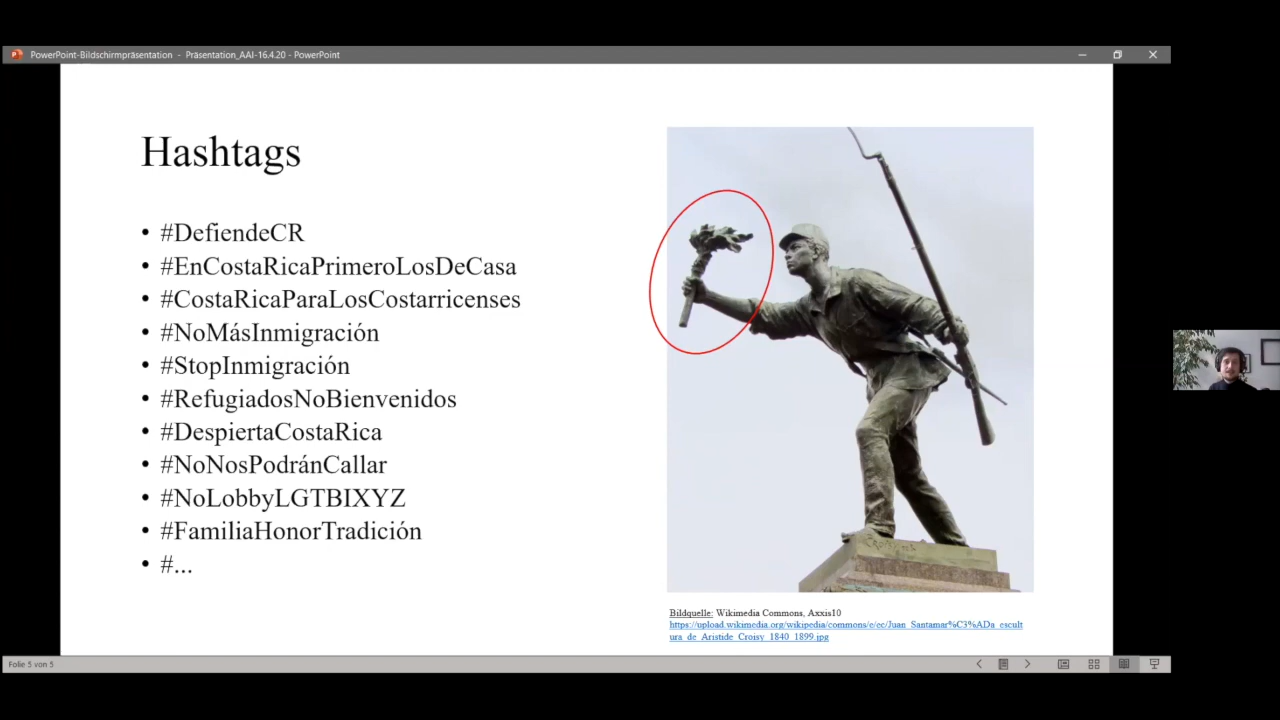 PowerPoint-Bildschirmpräsentation - Präsentation_AAI-16.4.20 - PowerPoint
Hashtags
• #DefiendeCR
• #EnCostaRicaPrimeroLosDeCasa
• #CostaRicaParaLosCostarricenses
• #NoMásInmigración
• #StopInmigración
• #RefugiadosNoBienvenidos
• #DespiertaCostaRica
• #NoNosPodránCallar
• #NoLobbyLGTBIXYZ
• #FamiliaHonorTradición
• #...
Bildquelle: Wikimedia Commons, Axxis10
https://upload.wikimedia.org/wikipedia/commons/e/ec/Juan_Santamar%C3%ADa_escult
ura_de_Aristide_Croisy_1840_1899.jpg
Folie 5 von 5